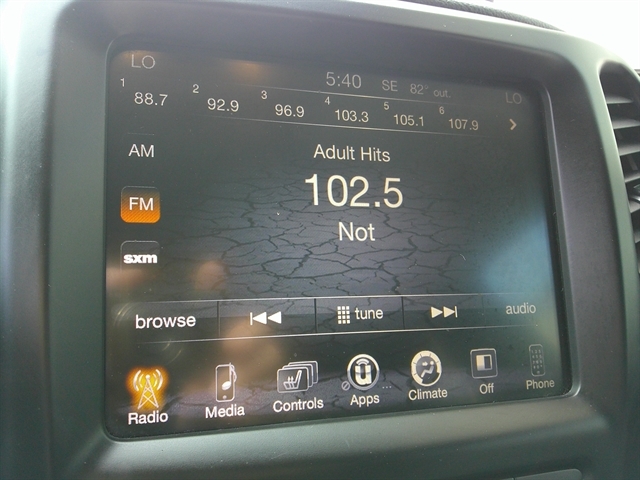 LO 5:40 SE 82° out. LO
1 88.7 2 92.9 3 96.9 4 103.3 5 105.1 6 107.9
AM
Adult Hits
FM
102.5
Not
sxm
browse tune audio
Radio Media Controls Apps Climate Off Phone